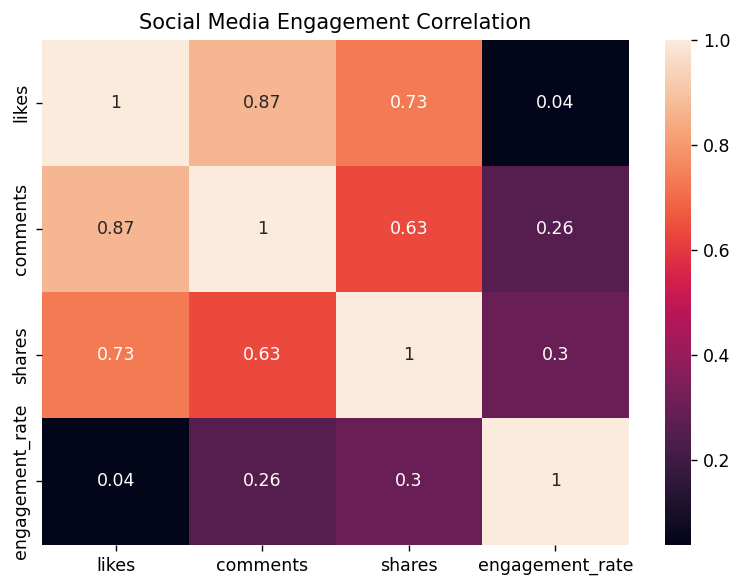 Social Media Engagement Correlation
likes 1 0.87 0.73 0.04
comments 0.87 1 0.63 0.26
shares 0.73 0.63 1 0.3
engagement_rate 0.04 0.26 0.3 1
likes comments shares engagement_rate
1.0
0.8
0.6
0.4
0.2